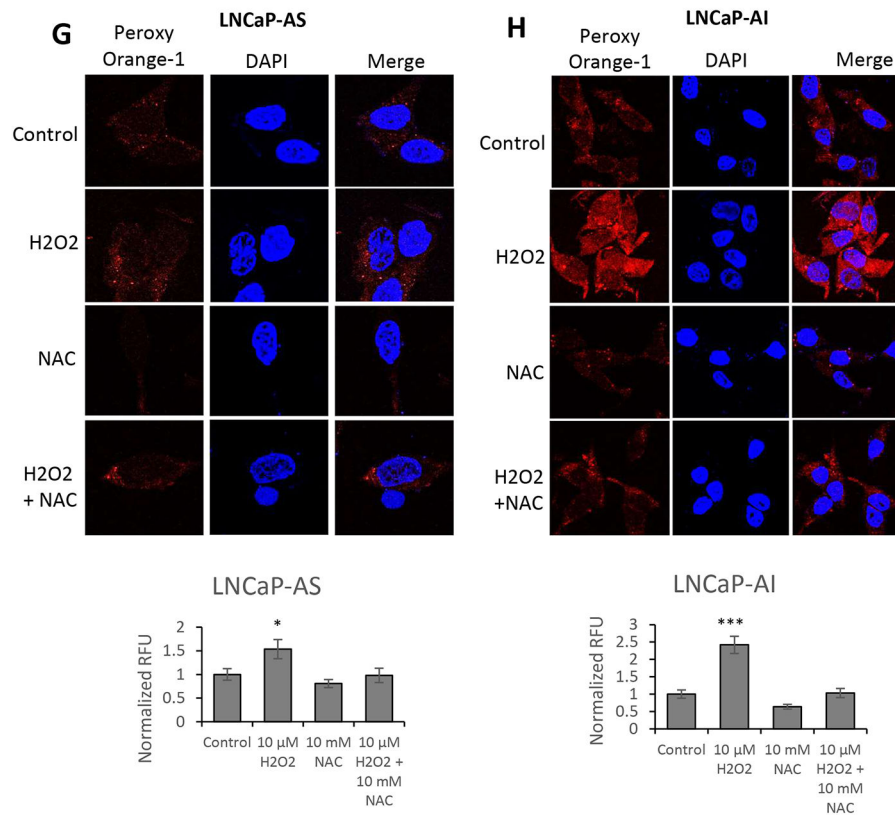 G
LNCaP-AS
Peroxy
Orange-1
DAPI
Merge
Control
H2O2
NAC
H2O2
+ NAC
H
LNCaP-AI
Peroxy
Orange-1
DAPI
Merge
Control
H2O2
NAC
H2O2
+NAC
LNCaP-AS
Normalized RFU
2
1.5
1
0.5
0
*
Control
10 µM
H2O2
10 mM
NAC
10 µM
H2O2 +
10 mM
NAC
LNCaP-AI
Normalized RFU
3
2.5
2
1.5
1
0.5
0
***
Control
10 µM
H2O2
10 mM
NAC
10 µM
H2O2 +
10 mM
NAC